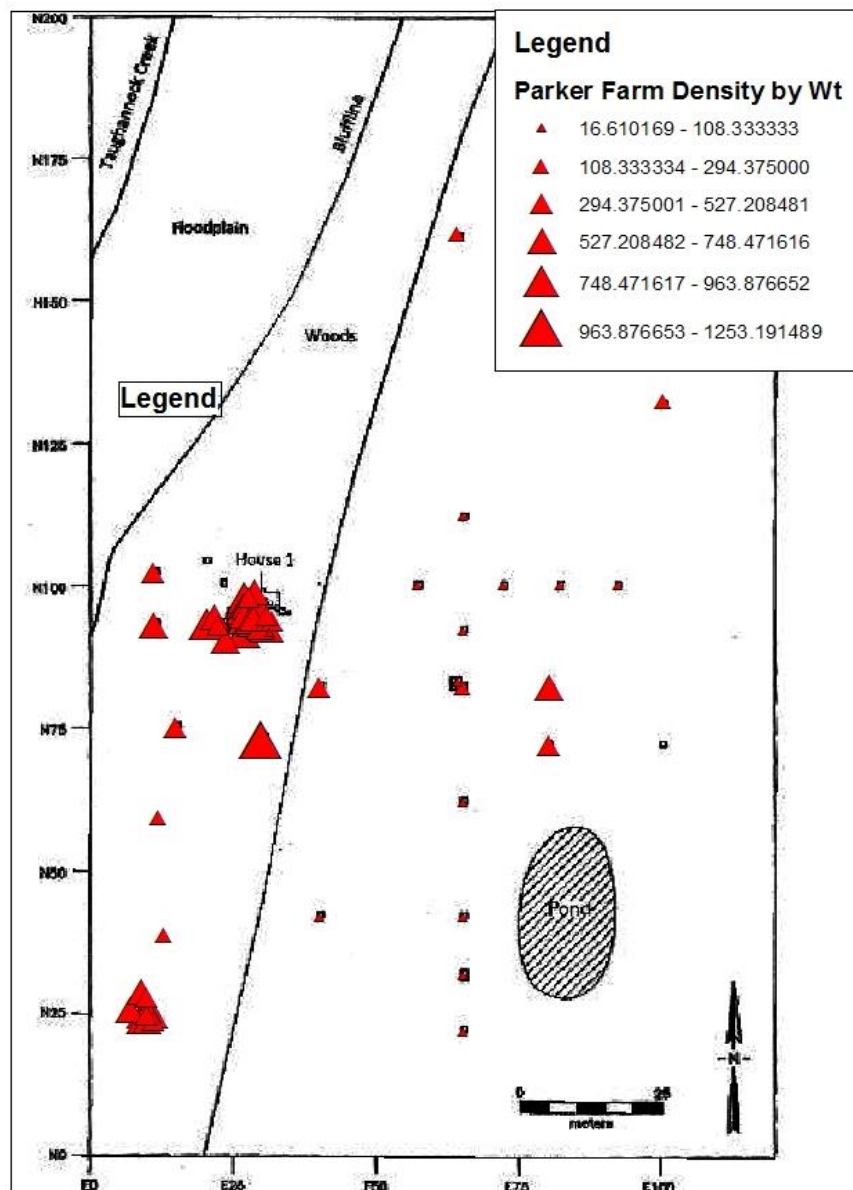 N200
Legend
Parker Farm Density by Wt
16.610169 - 108.333333
108.333334 - 294.375000
294.375001 - 527.208481
527.208482 - 748.471616
748.471617 - 963.876652
963.876653 - 1253.191489
Taughannock Creek
Bluffline
N175
Floodplain
N150
Woods
Legend
N125
House 1
N100
N75
N50
Pond
N25
-N-
0 25
meters
N0
E0 E25 E50 E75 E100